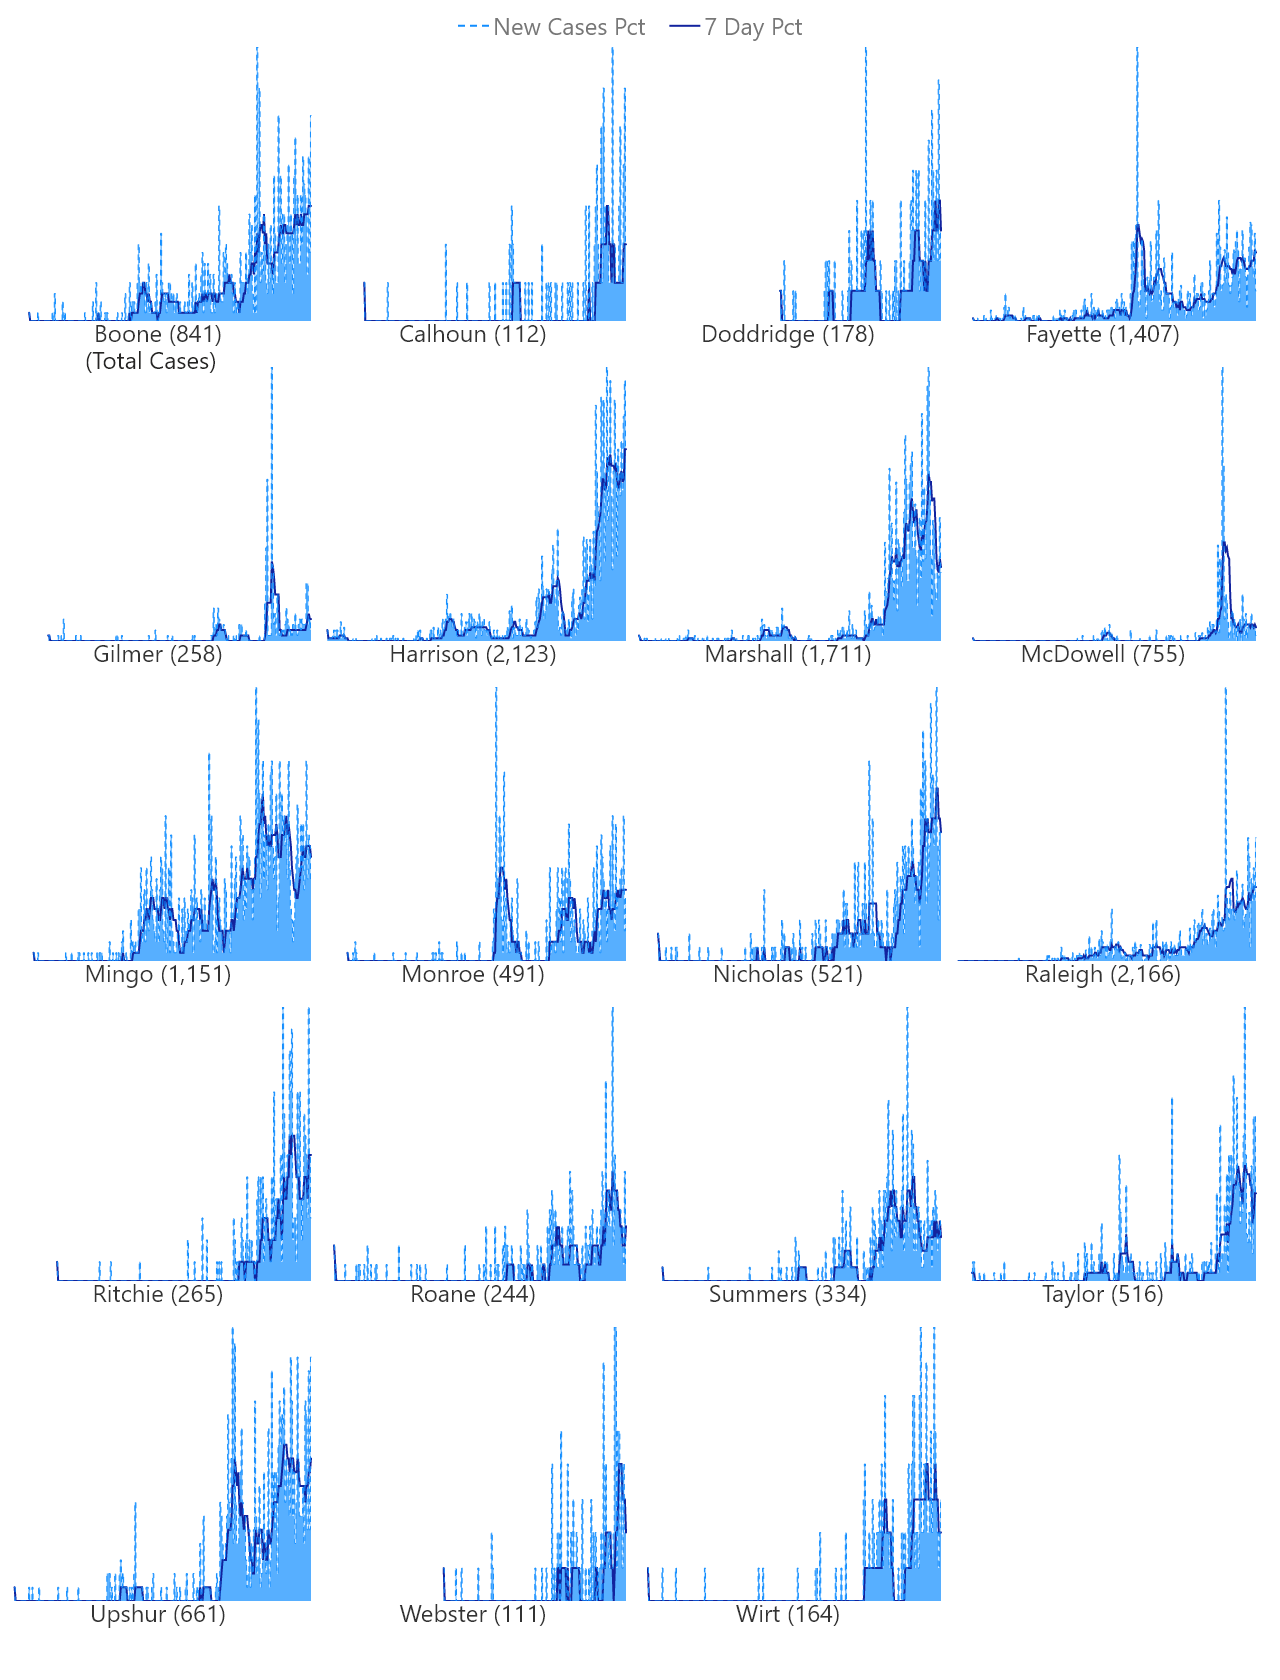 New Cases Pct 7 Day Pct
Boone (841) Calhoun (112) Doddridge (178) Fayette (1,407)
(Total Cases)
Gilmer (258) Harrison (2,123) Marshall (1,711) McDowell (755)
Mingo (1,151) Monroe (491) Nicholas (521) Raleigh (2,166)
Ritchie (265) Roane (244) Summers (334) Taylor (516)
Upshur (661) Webster (111) Wirt (164)